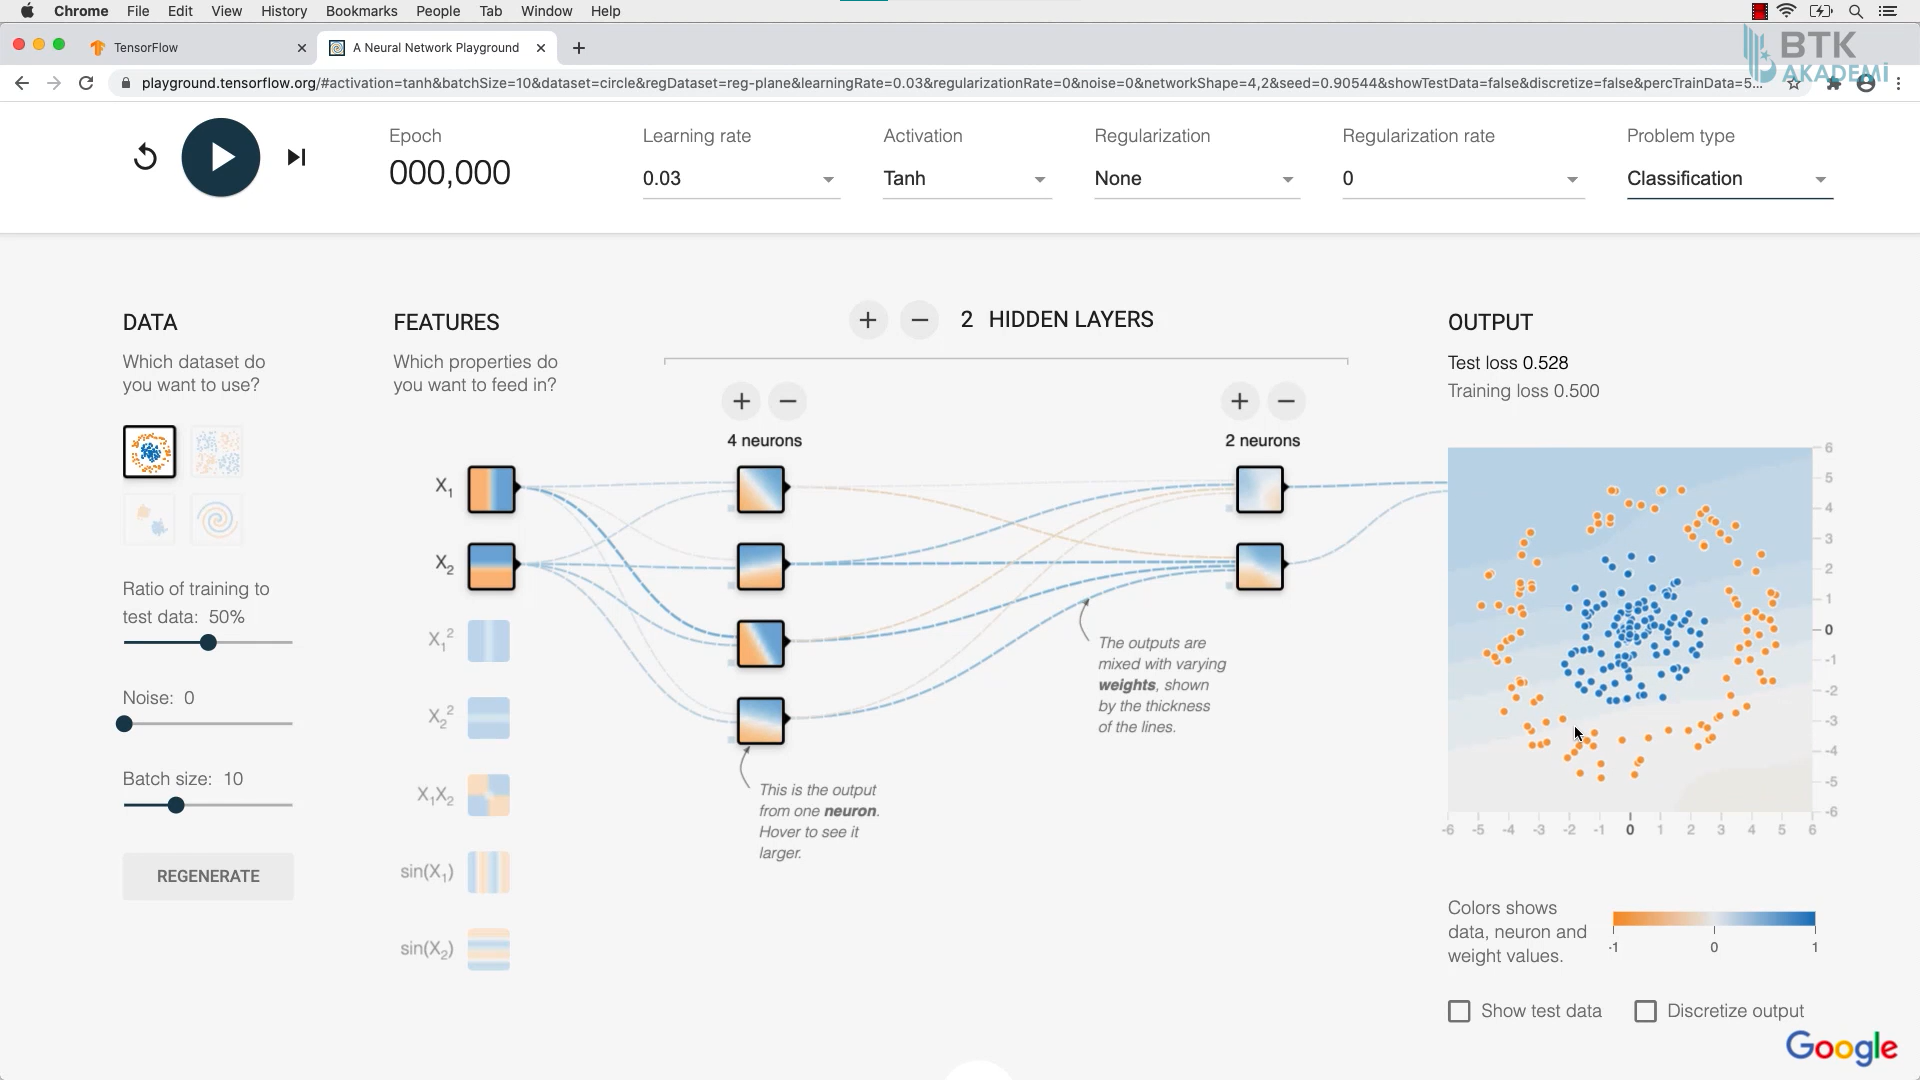 Chrome File Edit View History Bookmarks People Tab Window Help
TensorFlow
A Neural Network Playground
BTK
AKADEMİ
playground.tensorflow.org/#activation=tanh&batchSize=10&dataset=circle&regDataset=reg-plane&learningRate=0.03&regularizationRate=0&noise=0&networkShape=4,2&seed=0.90544&showTestData=false&discretize=false&percTrainData=5...
Epoch
000,000
Learning rate
0.03
Activation
Tanh
Regularization
None
Regularization rate
0
Problem type
Classification
DATA
Which dataset do
you want to use?
Ratio of training to
test data: 50%
Noise: 0
Batch size: 10
REGENERATE
FEATURES
Which properties do
you want to feed in?
X1
X2
X1²
X2²
X1X2
sin(X1)
sin(X2)
+ − 2 HIDDEN LAYERS
+ −
4 neurons
+ −
2 neurons
This is the output
from one neuron.
Hover to see it
larger.
The outputs are
mixed with varying
weights, shown
by the thickness
of the lines.
OUTPUT
Test loss 0.528
Training loss 0.500
6
5
4
3
2
1
0
-1
-2
-3
-4
-5
-6
-6 -5 -4 -3 -2 -1 0 1 2 3 4 5 6
Colors shows
data, neuron and
weight values.
-1 0 1
Show test data
Discretize output
Google